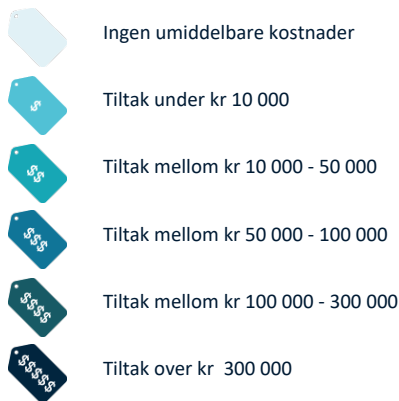 Ingen umiddelbare kostnader
$
Tiltak under kr 10 000
$$
Tiltak mellom kr 10 000 - 50 000
$$$
Tiltak mellom kr 50 000 - 100 000
$$$$
Tiltak mellom kr 100 000 - 300 000
$$$$$
Tiltak over kr  300 000